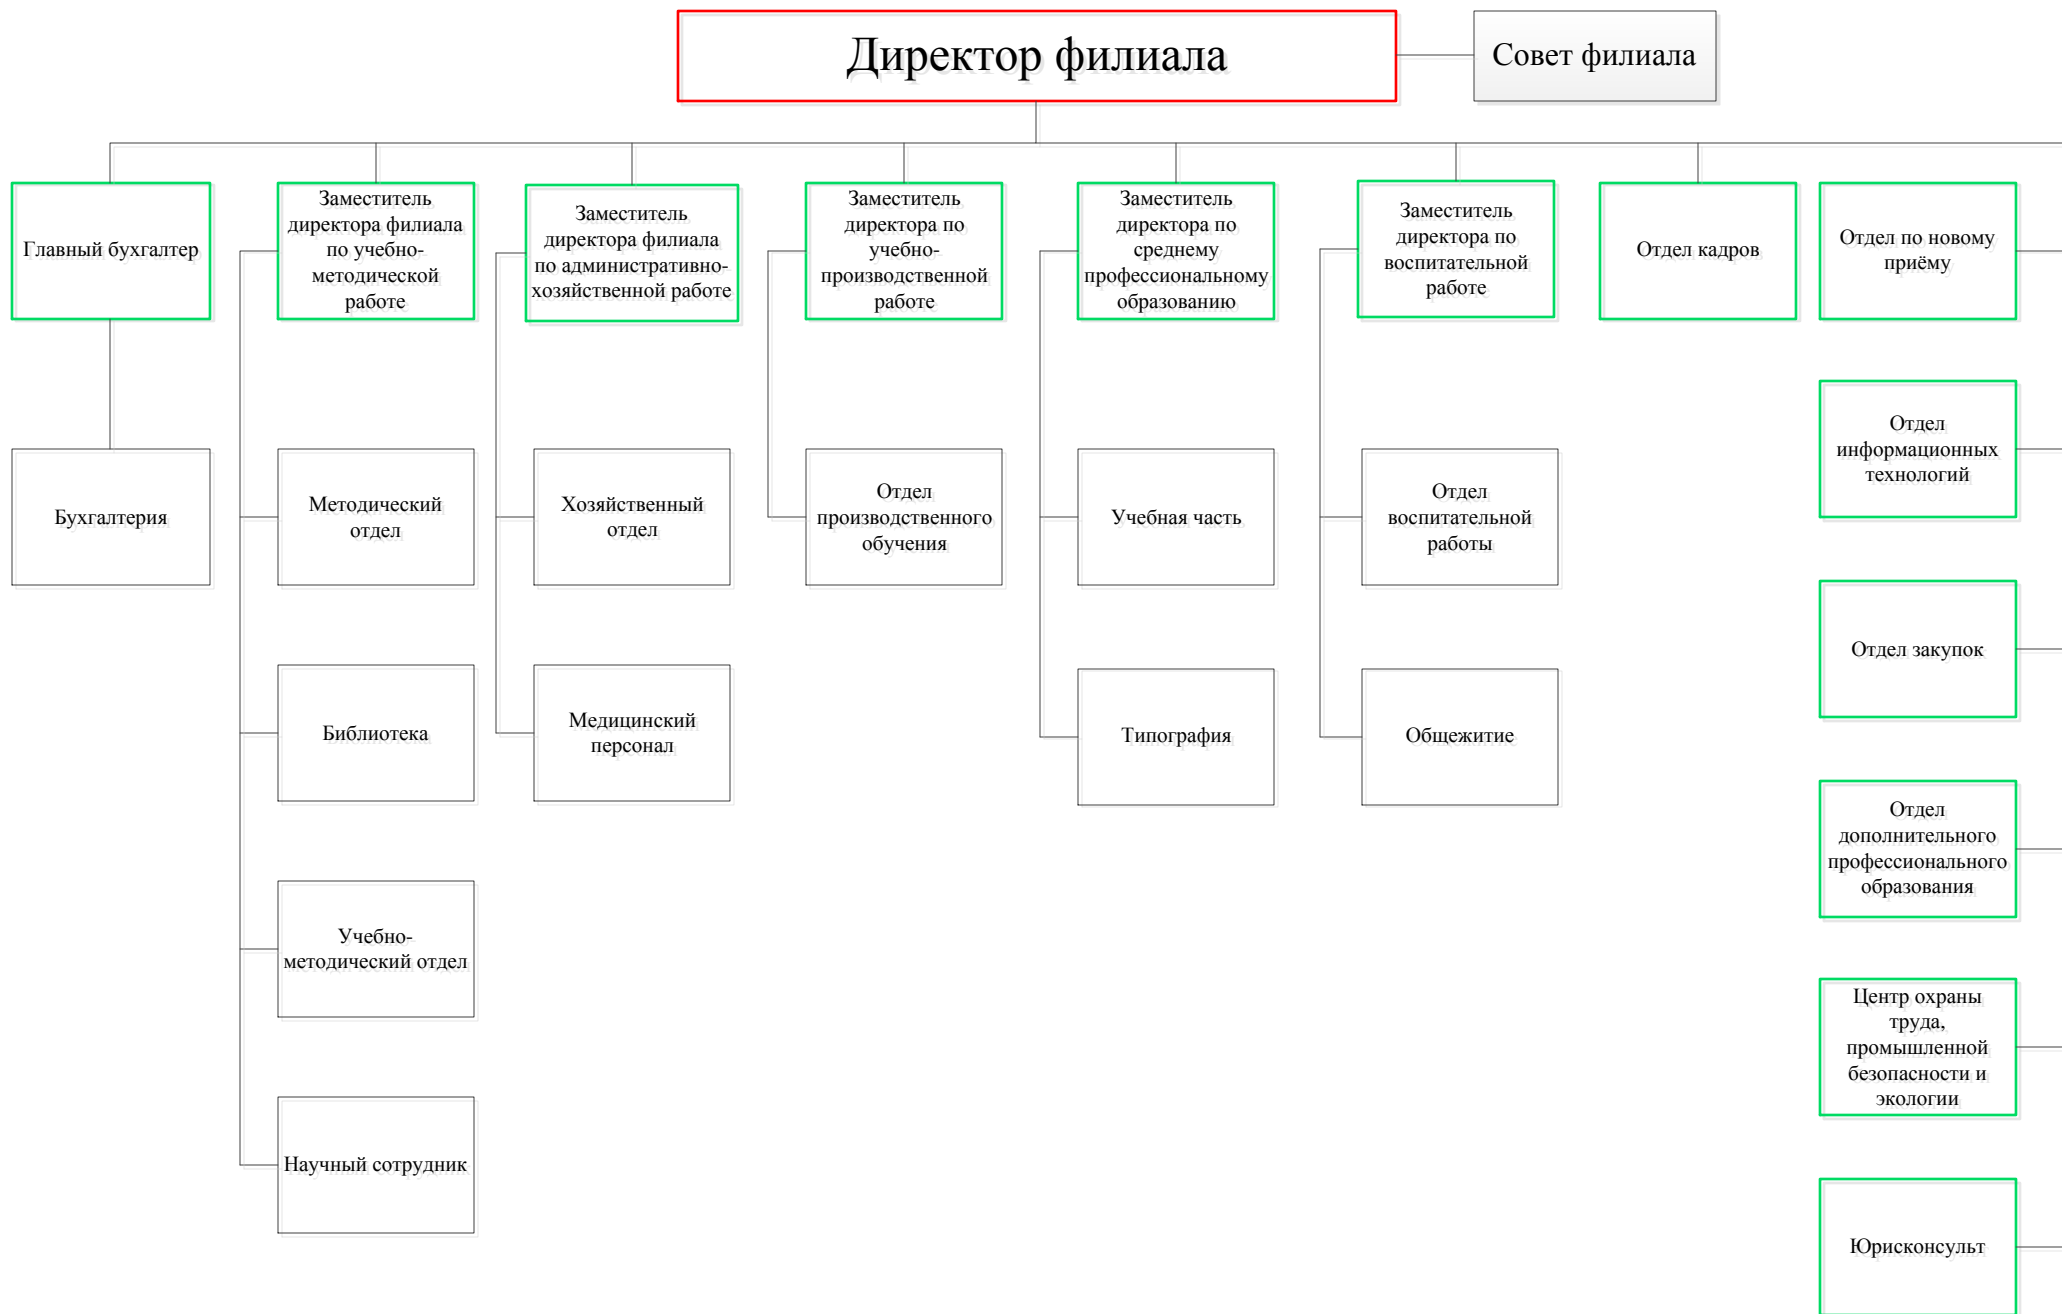 Директор филиала
Совет филиала
Главный бухгалтер
Заместитель
директора филиала
по учебно-
методической
работе
Заместитель
директора филиала
по административно-
хозяйственной работе
Заместитель
директора по
учебно-
производственной
работе
Заместитель
директора по
среднему
профессиональному
образованию
Заместитель
директора по
воспитательной
работе
Отдел кадров
Отдел по новому
приёму
Отдел
информационных
технологий
Бухгалтерия
Методический
отдел
Хозяйственный
отдел
Отдел
производственного
обучения
Учебная часть
Отдел
воспитательной
работы
Отдел закупок
Библиотека
Медицинский
персонал
Типография
Общежитие
Отдел
дополнительного
профессионального
образования
Учебно-
методический отдел
Центр охраны
труда,
промышленной
безопасности и
экологии
Научный сотрудник
Юрисконсульт